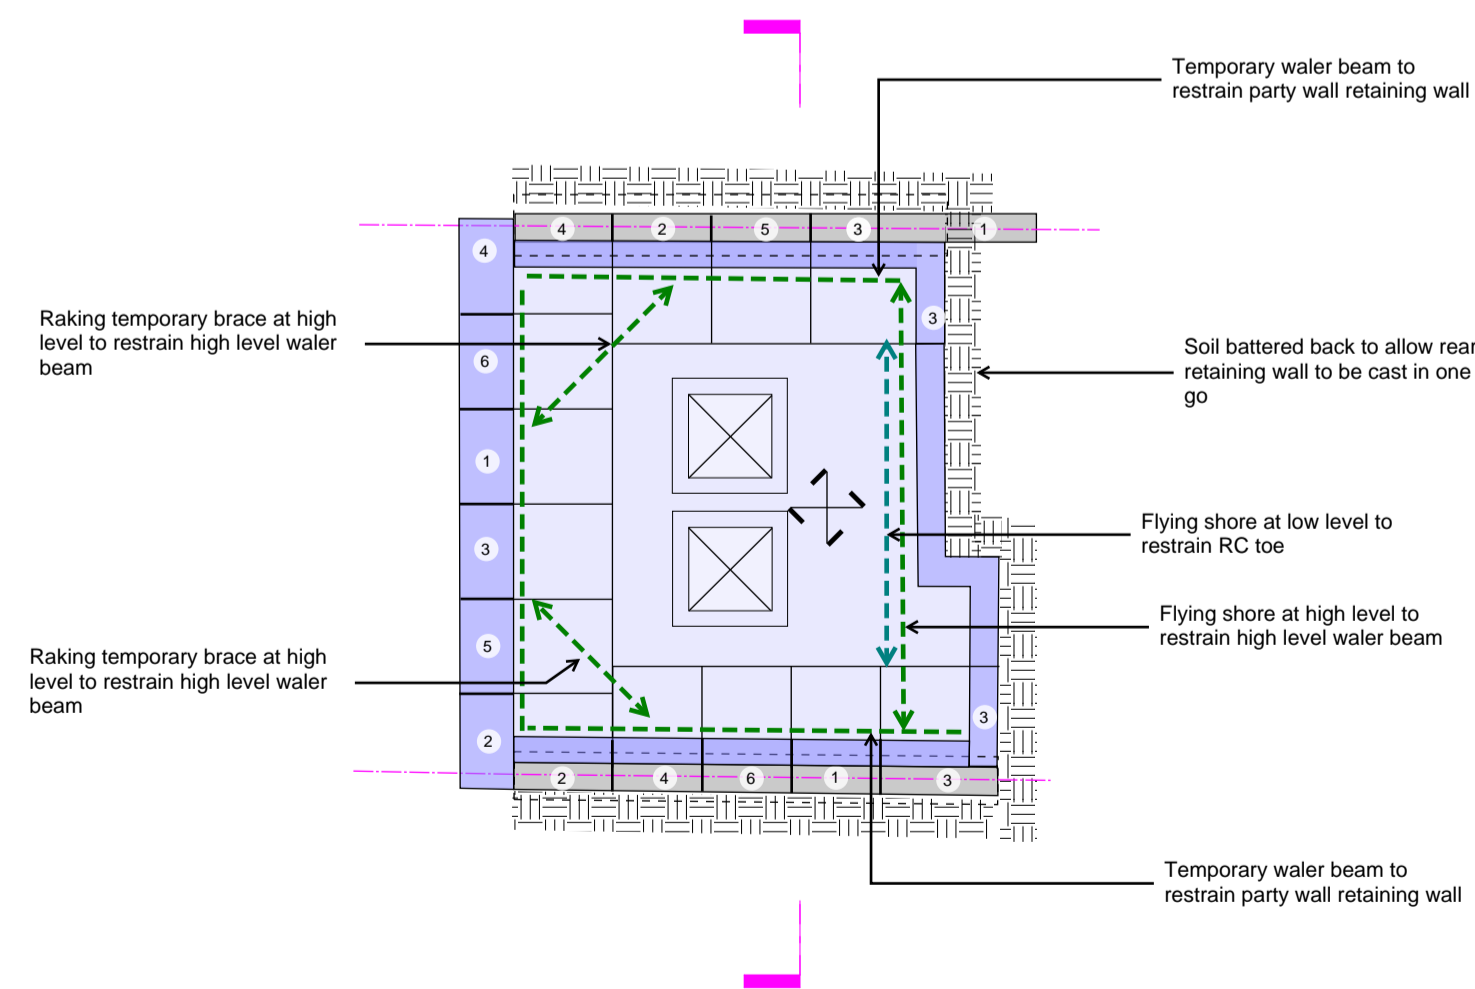 Temporary waler beam to
restrain party wall retaining wall
4
2
5
3
1
4
Raking temporary brace at high
level to restrain high level waler
beam
3
6
Soil battered back to allow rear
retaining wall to be cast in one
go
1
3
Flying shore at low level to
restrain RC toe
Flying shore at high level to
restrain high level waler beam
5
Raking temporary brace at high
level to restrain high level waler
beam
3
2
2
4
6
1
3
Temporary waler beam to
restrain party wall retaining wall